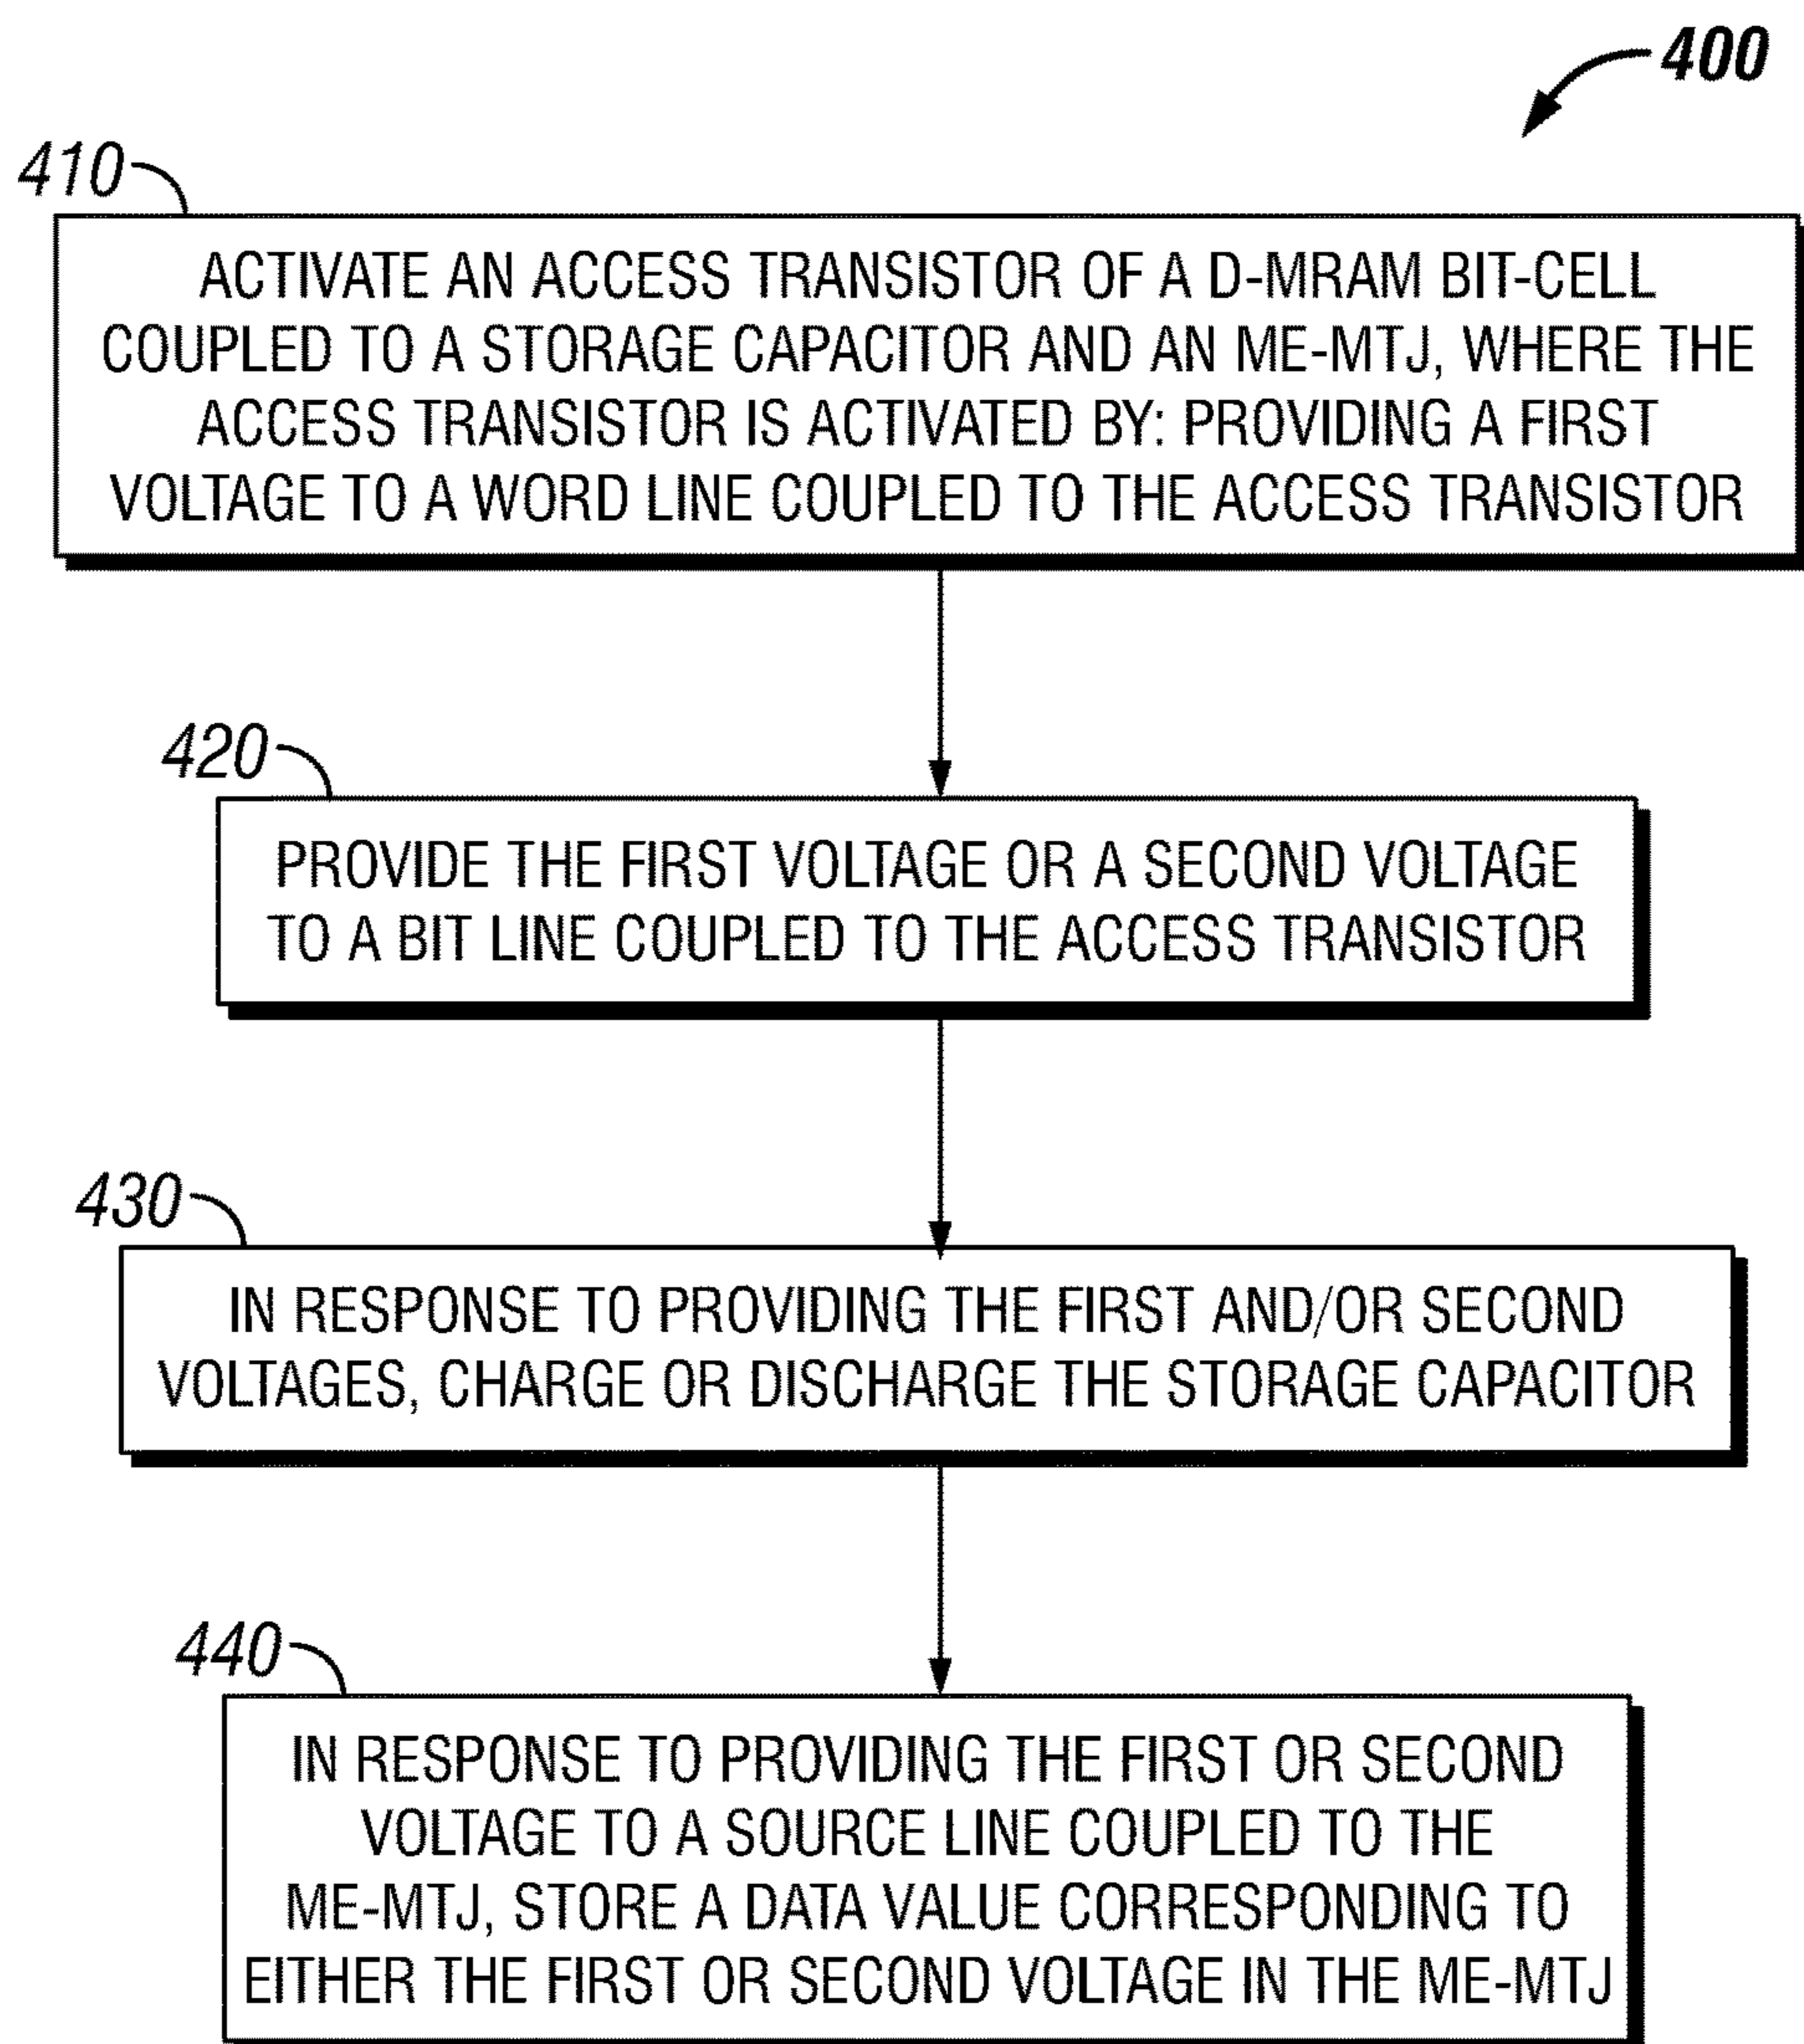 400
410
ACTIVATE AN ACCESS TRANSISTOR OF A D-MRAM BIT-CELL
COUPLED TO A STORAGE CAPACITOR AND AN ME-MTJ, WHERE THE
ACCESS TRANSISTOR IS ACTIVATED BY: PROVIDING A FIRST
VOLTAGE TO A WORD LINE COUPLED TO THE ACCESS TRANSISTOR
420
PROVIDE THE FIRST VOLTAGE OR A SECOND VOLTAGE
TO A BIT LINE COUPLED TO THE ACCESS TRANSISTOR
430
IN RESPONSE TO PROVIDING THE FIRST AND/OR SECOND
VOLTAGES, CHARGE OR DISCHARGE THE STORAGE CAPACITOR
440
IN RESPONSE TO PROVIDING THE FIRST OR SECOND
VOLTAGE TO A SOURCE LINE COUPLED TO THE
ME-MTJ, STORE A DATA VALUE CORRESPONDING TO
EITHER THE FIRST OR SECOND VOLTAGE IN THE ME-MTJ